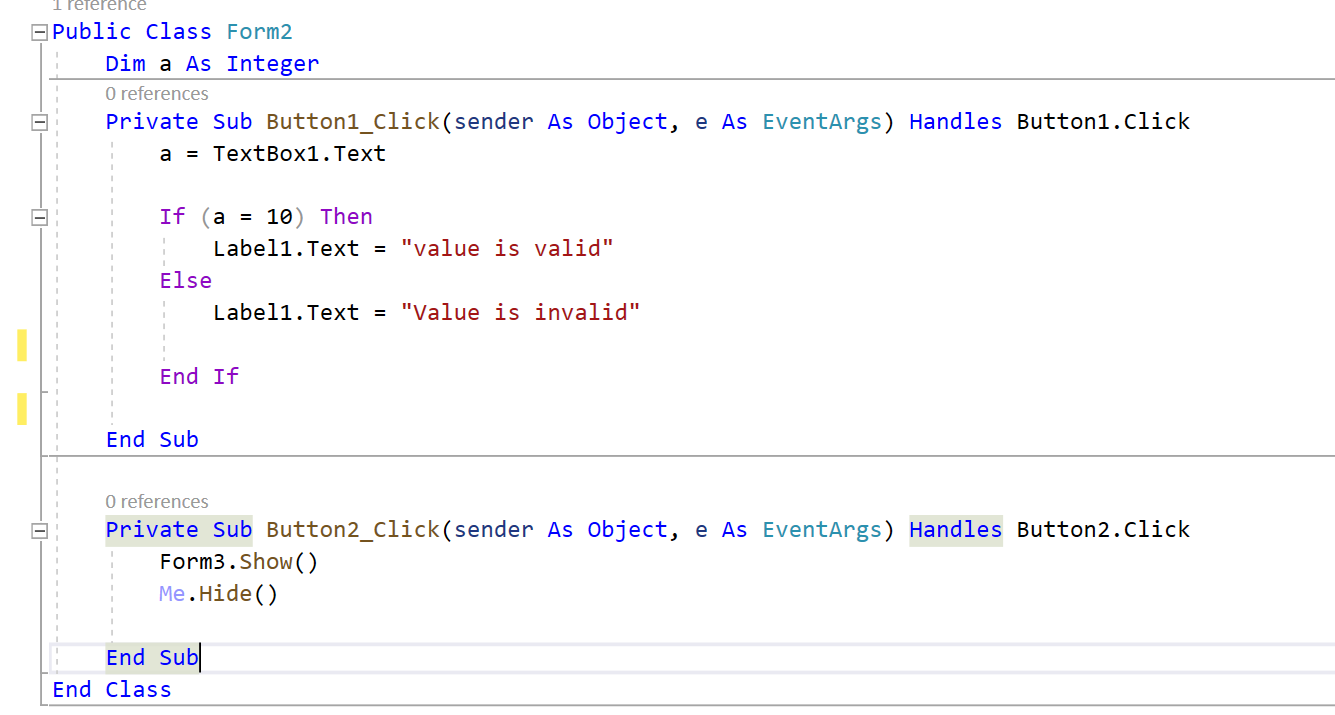 1 reference
Public Class Form2
Dim a As Integer
0 references
Private Sub Button1_Click(sender As Object, e As EventArgs) Handles Button1.Click
a = TextBox1.Text
If (a = 10) Then
Label1.Text = "value is valid"
Else
Label1.Text = "Value is invalid"
End If
End Sub
0 references
Private Sub Button2_Click(sender As Object, e As EventArgs) Handles Button2.Click
Form3.Show()
Me.Hide()
End Sub
End Class